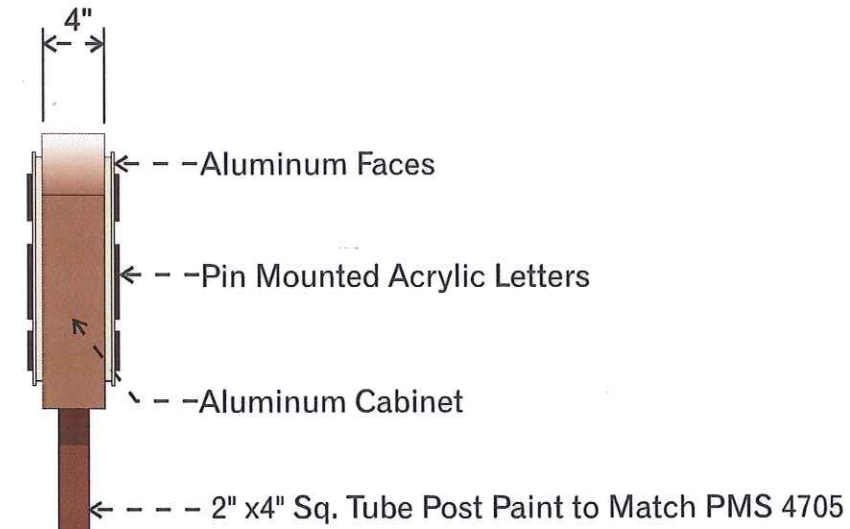 4"
Aluminum Faces
Pin Mounted Acrylic Letters
Aluminum Cabinet
2" x4" Sq. Tube Post Paint to Match PMS 4705